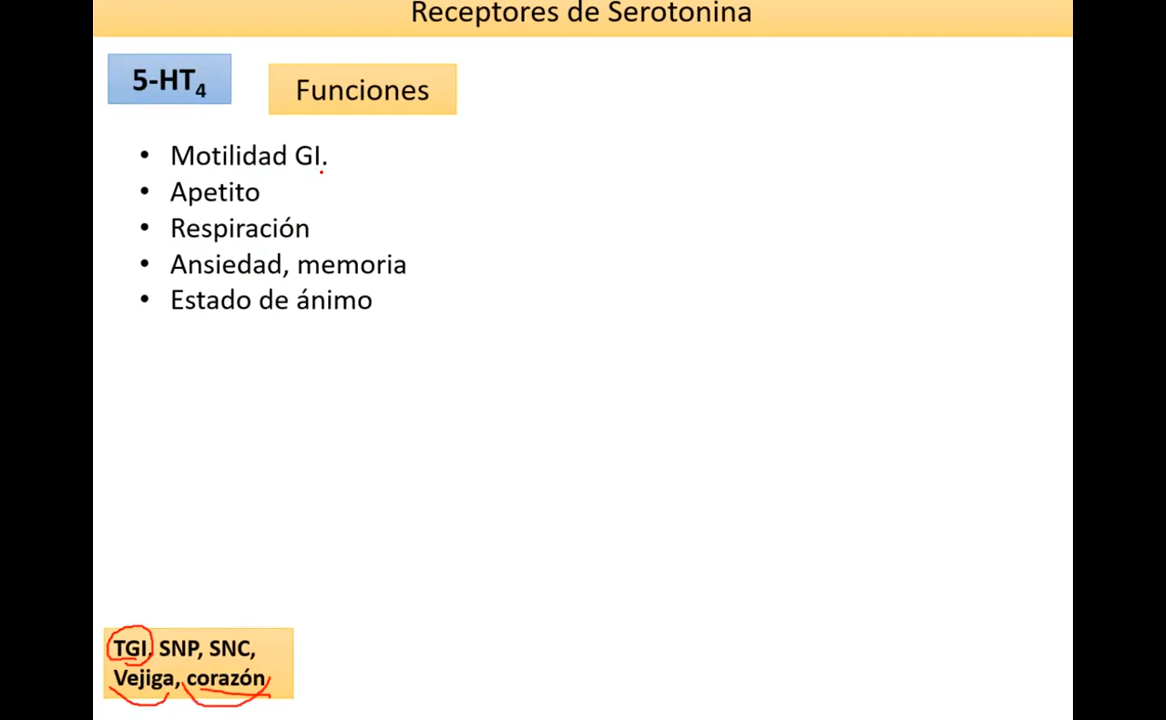 Receptores de Serotonina
5-HT₄
Funciones
• Motilidad GI.
• Apetito
• Respiración
• Ansiedad, memoria
• Estado de ánimo
TGI. SNP, SNC,
Vejiga, corazón